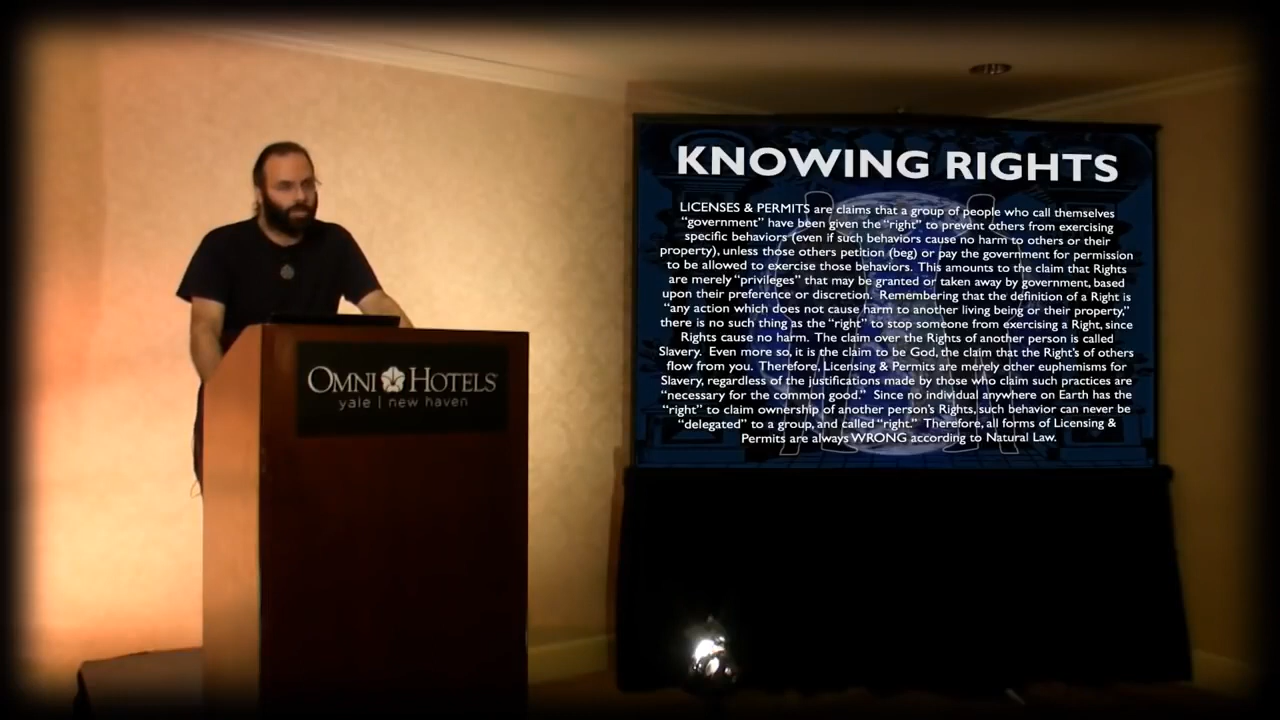 KNOWING RIGHTS
LICENSES & PERMITS are claims that a group of people who call themselves
“government” have been given the “right” to prevent others from exercising
specific behaviors (even if such behaviors cause no harm to others or their
property), unless those others petition (beg) or pay the government for permission
to be allowed to exercise those behaviors. This amounts to the claim that Rights
are merely “privileges” that may be granted or taken away by government, based
upon their preference or discretion. Remembering that the definition of a Right is
“any action which does not cause harm to another living being or their property,”
there is no such thing as the “right” to stop someone from exercising a Right, since
Rights cause no harm. The claim over the Rights of another person is called
Slavery. Even more so, it is the claim to be God, the claim that the Right's of others
flow from you. Therefore, Licensing & Permits are merely other euphemisms for
Slavery, regardless of the justifications made by those who claim such practices are
“necessary for the common good.” Since no individual anywhere on Earth has the
“right” to claim ownership of another person's Rights, such behavior can never be
“delegated” to a group, and called “right.” Therefore, all forms of Licensing &
Permits are always WRONG according to Natural Law.
OMNI HOTELS
yale | new haven